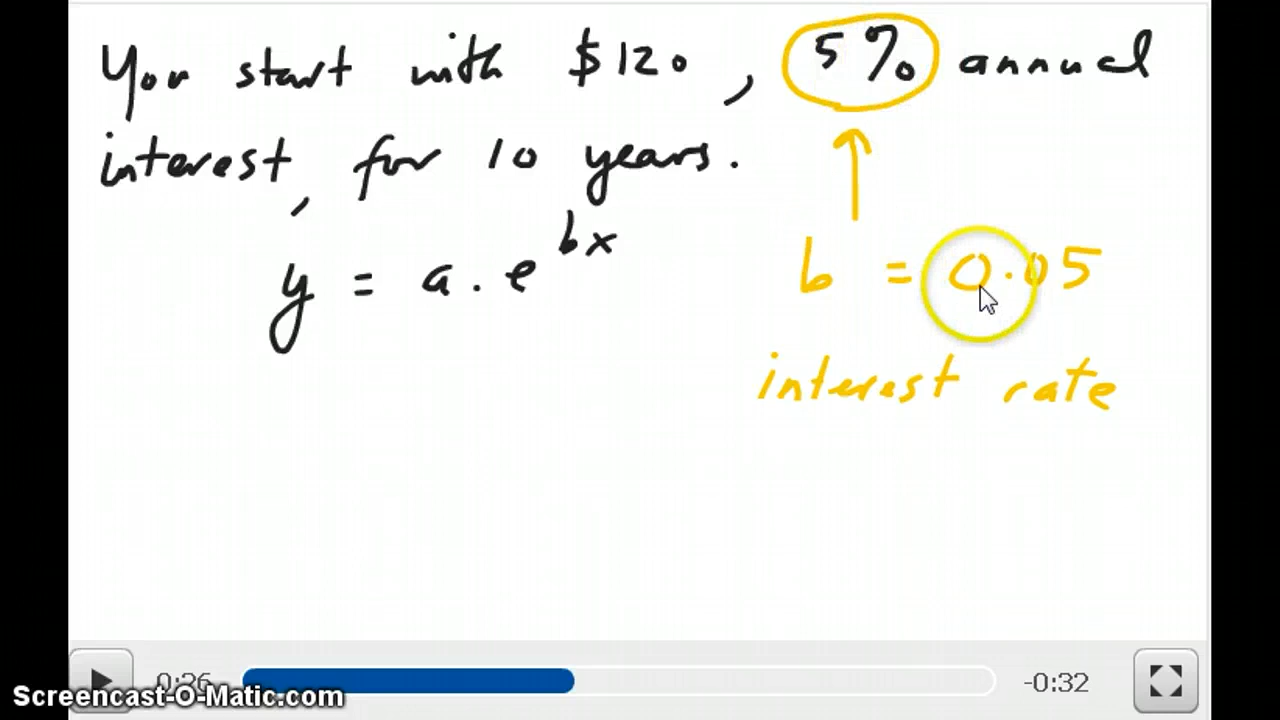 You start with $120, 5% annual
interest, for 10 years.
y = a . e^bx
b = 0.05
interest rate
0:26
-0:32
Screencast-O-Matic.com